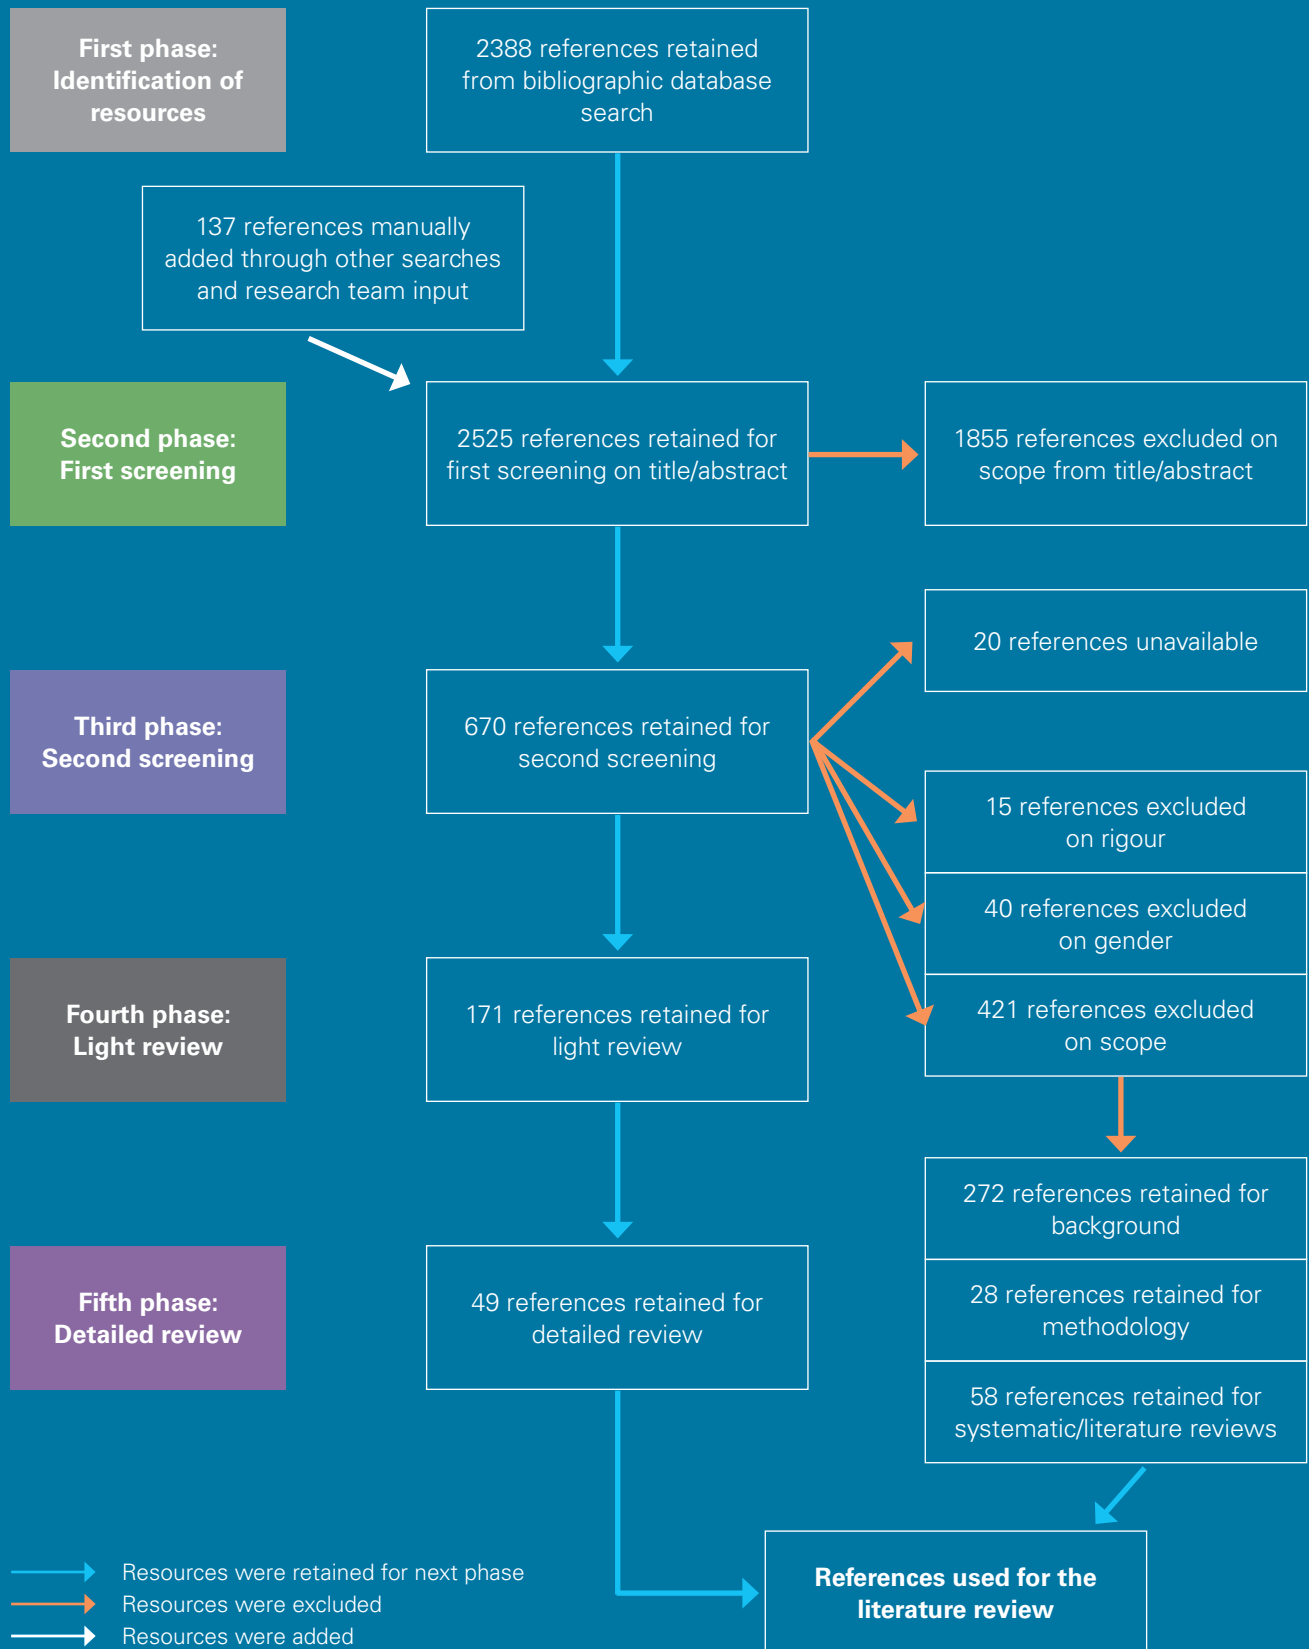 First phase:
Identification of
resources
2388 references retained
from bibliographic database
search
137 references manually
added through other searches
and research team input
Second phase:
First screening
2525 references retained for
first screening on title/abstract
1855 references excluded on
scope from title/abstract
20 references unavailable
Third phase:
Second screening
670 references retained for
second screening
15 references excluded
on rigour
40 references excluded
on gender
421 references excluded
on scope
Fourth phase:
Light review
171 references retained for
light review
272 references retained for
background
28 references retained for
methodology
58 references retained for
systematic/literature reviews
Fifth phase:
Detailed review
49 references retained for
detailed review
References used for the
literature review
Resources were retained for next phase
Resources were excluded
Resources were added